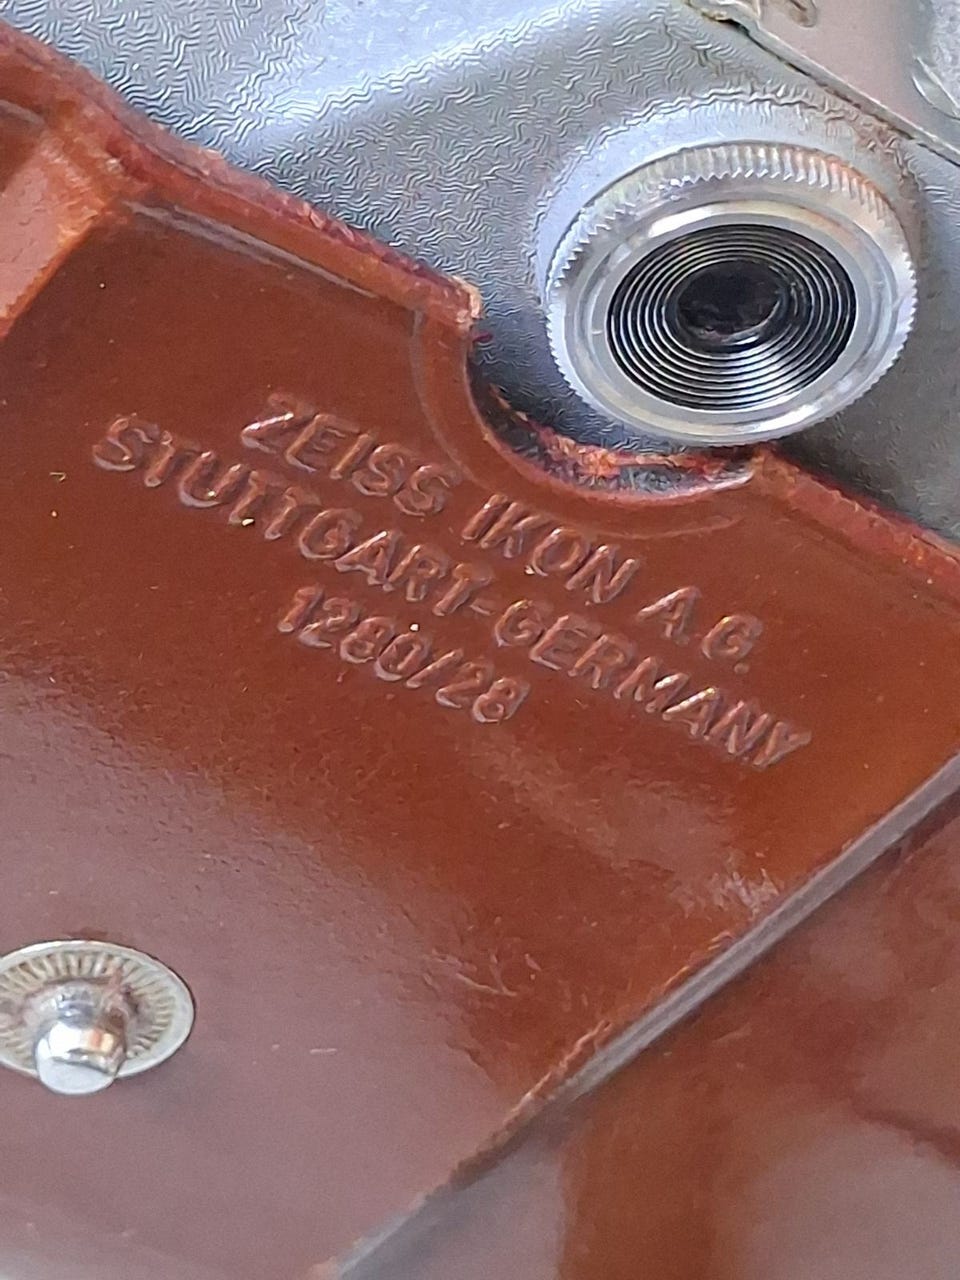 ZEISS IKON A.G.
STUTTGART-GERMANY
1280/28